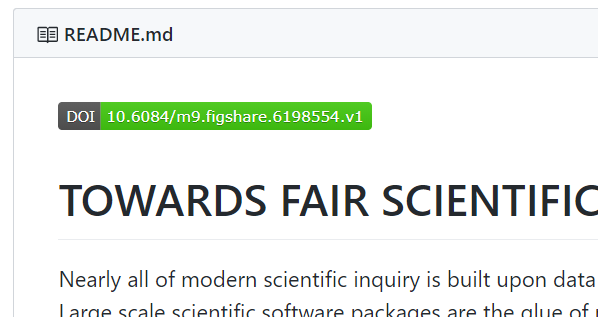 README.md
DOI 10.6084/m9.figshare.6198554.v1
TOWARDS FAIR SCIENTIFIC
Nearly all of modern scientific inquiry is built upon data
Large scale scientific software packages are the glue of